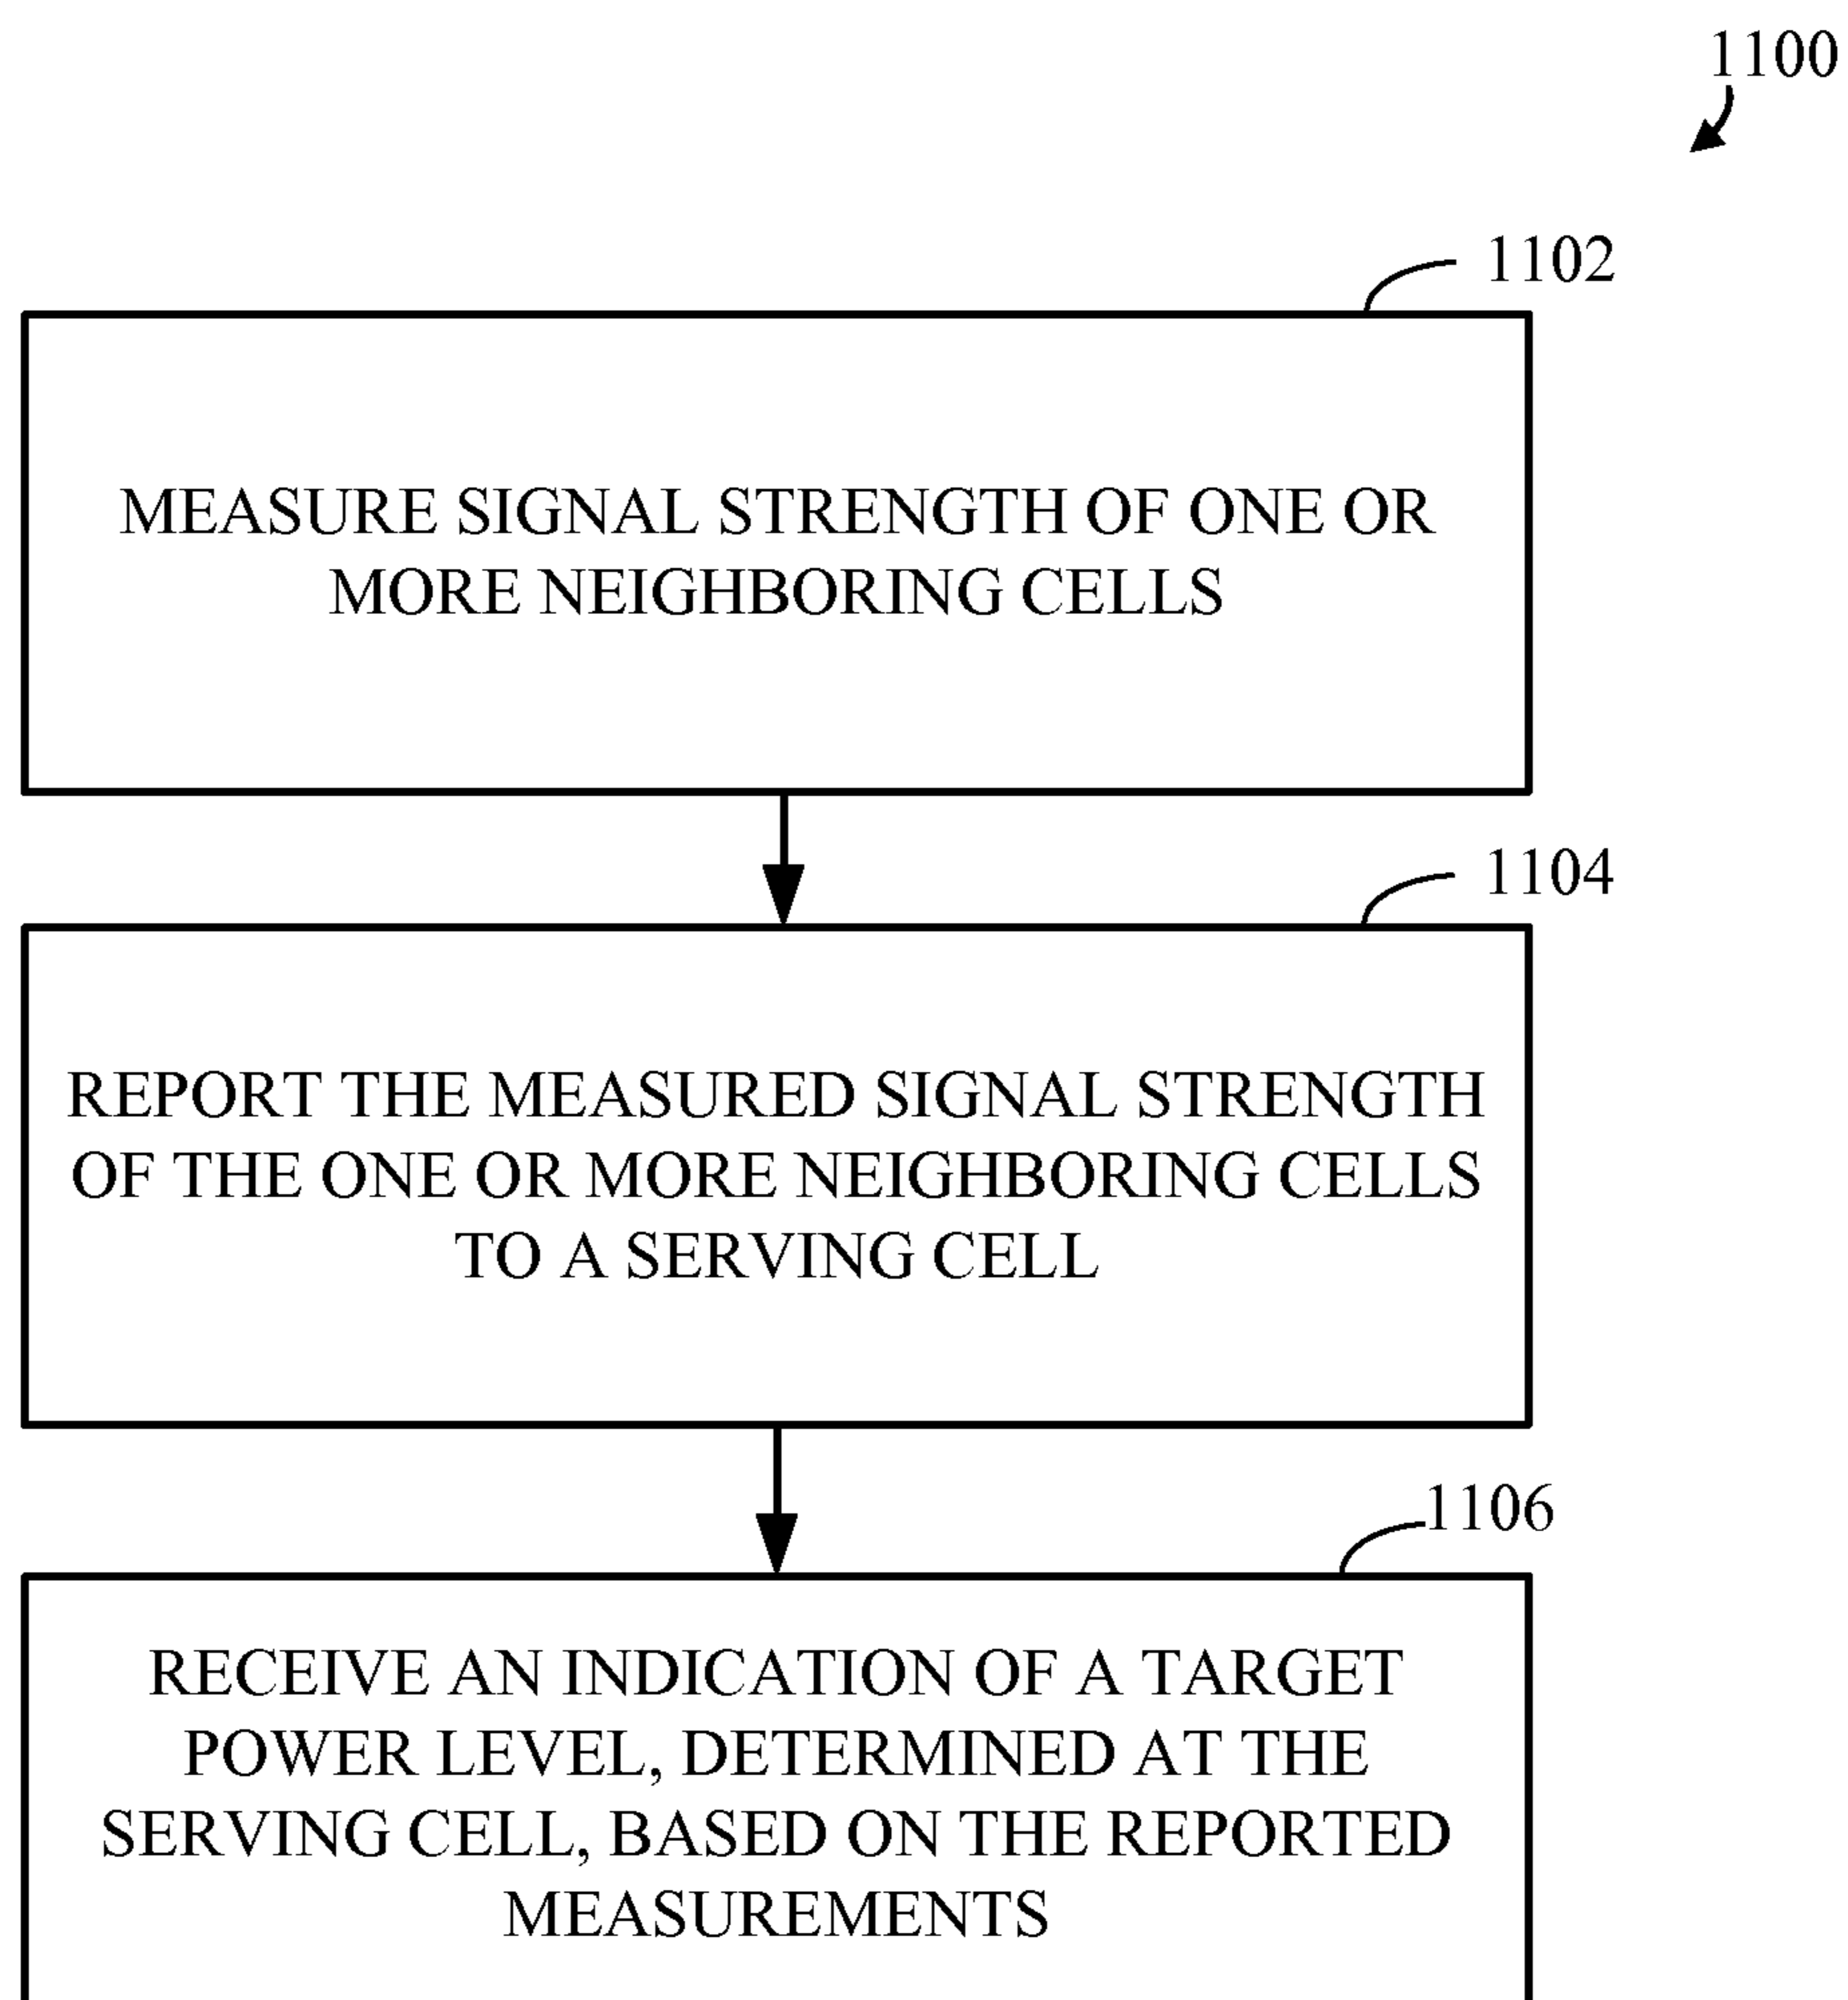 1100
1102
MEASURE SIGNAL STRENGTH OF ONE OR
MORE NEIGHBORING CELLS
1104
REPORT THE MEASURED SIGNAL STRENGTH
OF THE ONE OR MORE NEIGHBORING CELLS
TO A SERVING CELL
1106
RECEIVE AN INDICATION OF A TARGET
POWER LEVEL, DETERMINED AT THE
SERVING CELL, BASED ON THE REPORTED
MEASUREMENTS